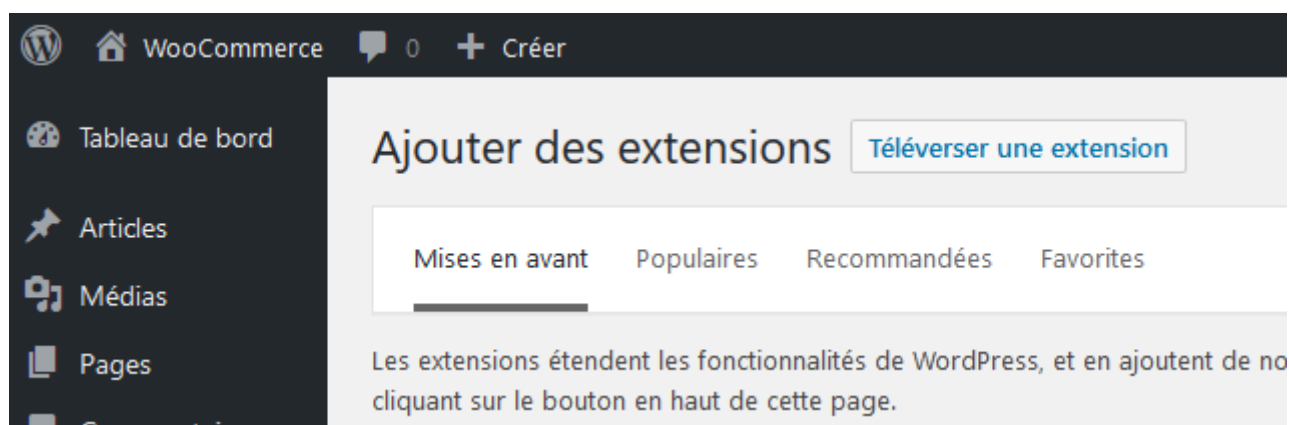 WooCommerce 0 Créer
Tableau de bord
Ajouter des extensions Téléverser une extension
Articles
Mises en avant Populaires Recommandées Favorites
Médias
Pages
Les extensions étendent les fonctionnalités de WordPress, et en ajoutent de no
cliquant sur le bouton en haut de cette page.